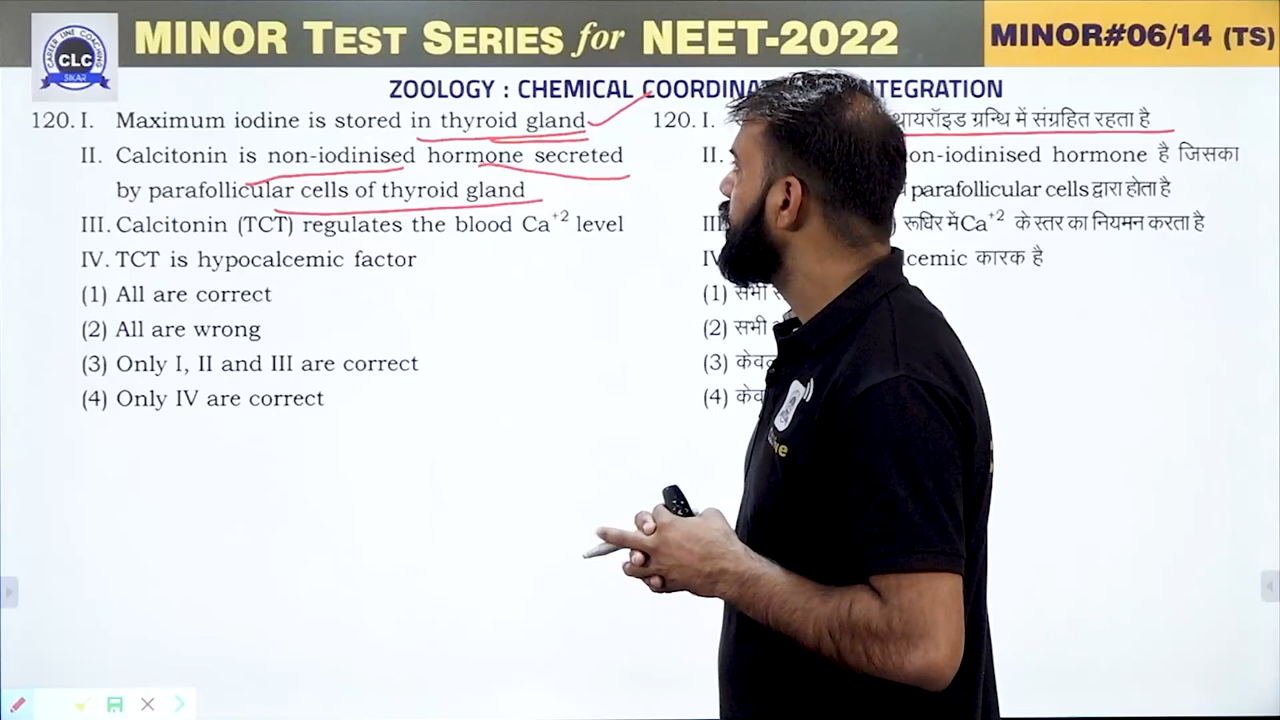 CAREER LINE COACHING
CLC
SIKAR
MINOR TEST SERIES for NEET-2022
MINOR#06/14 (TS)
ZOOLOGY : CHEMICAL COORDINA NTEGRATION
120. I. Maximum iodine is stored in thyroid gland
II. Calcitonin is non-iodinised hormone secreted
by parafollicular cells of thyroid gland
III. Calcitonin (TCT) regulates the blood Ca+2 level
IV. TCT is hypocalcemic factor
(1) All are correct
(2) All are wrong
(3) Only I, II and III are correct
(4) Only IV are correct
120. I. थायरॉइड ग्रन्थि में संग्रहित रहता है
II. on-iodinised hormone है जिसका
parafollicular cells द्वारा होता है
III रूधिर में Ca+2 के स्तर का नियमन करता है
IV cemic कारक है
(1) सभी
(2) सभी
(3)
(4)